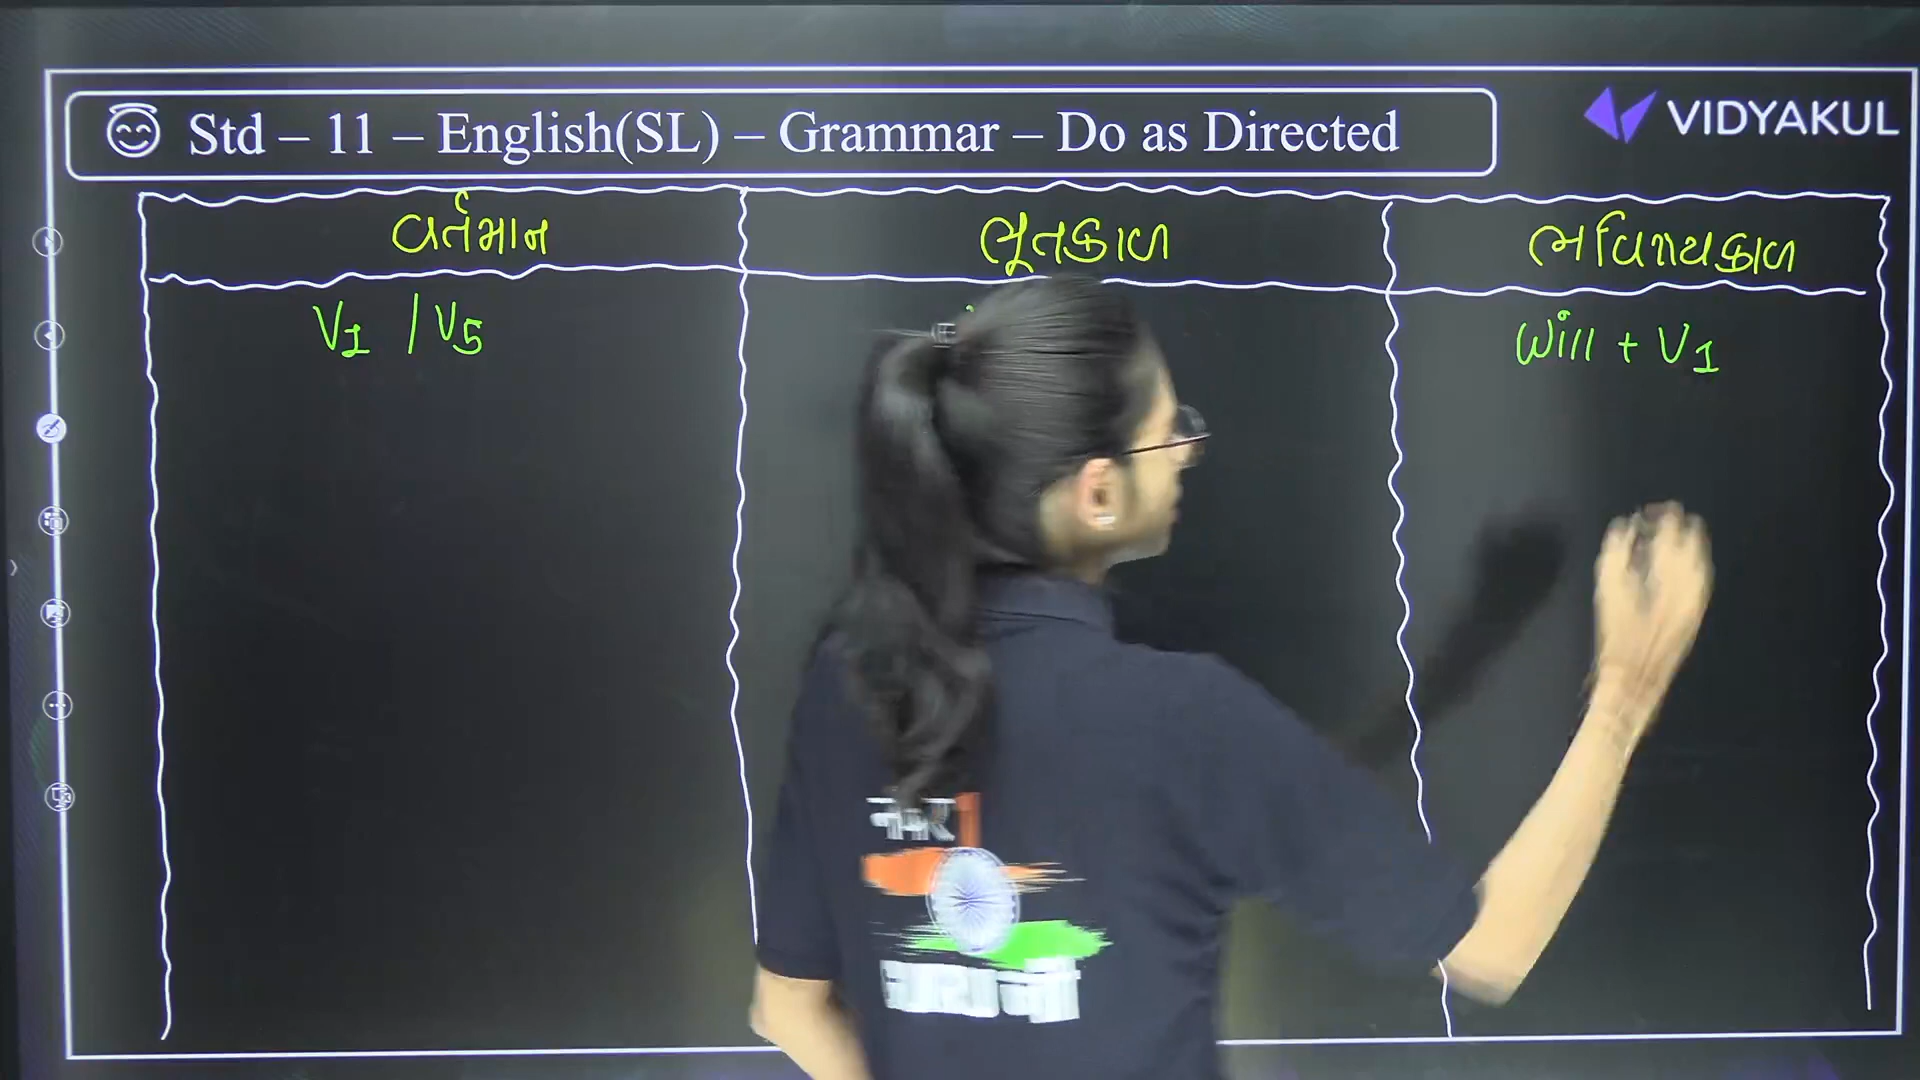 Std – 11 – English(SL) – Grammar – Do as Directed
VIDYAKUL
વર્તમાન
ભૂતકાળ
ભવિષ્યકાળ
V1 / V5
Will + V1